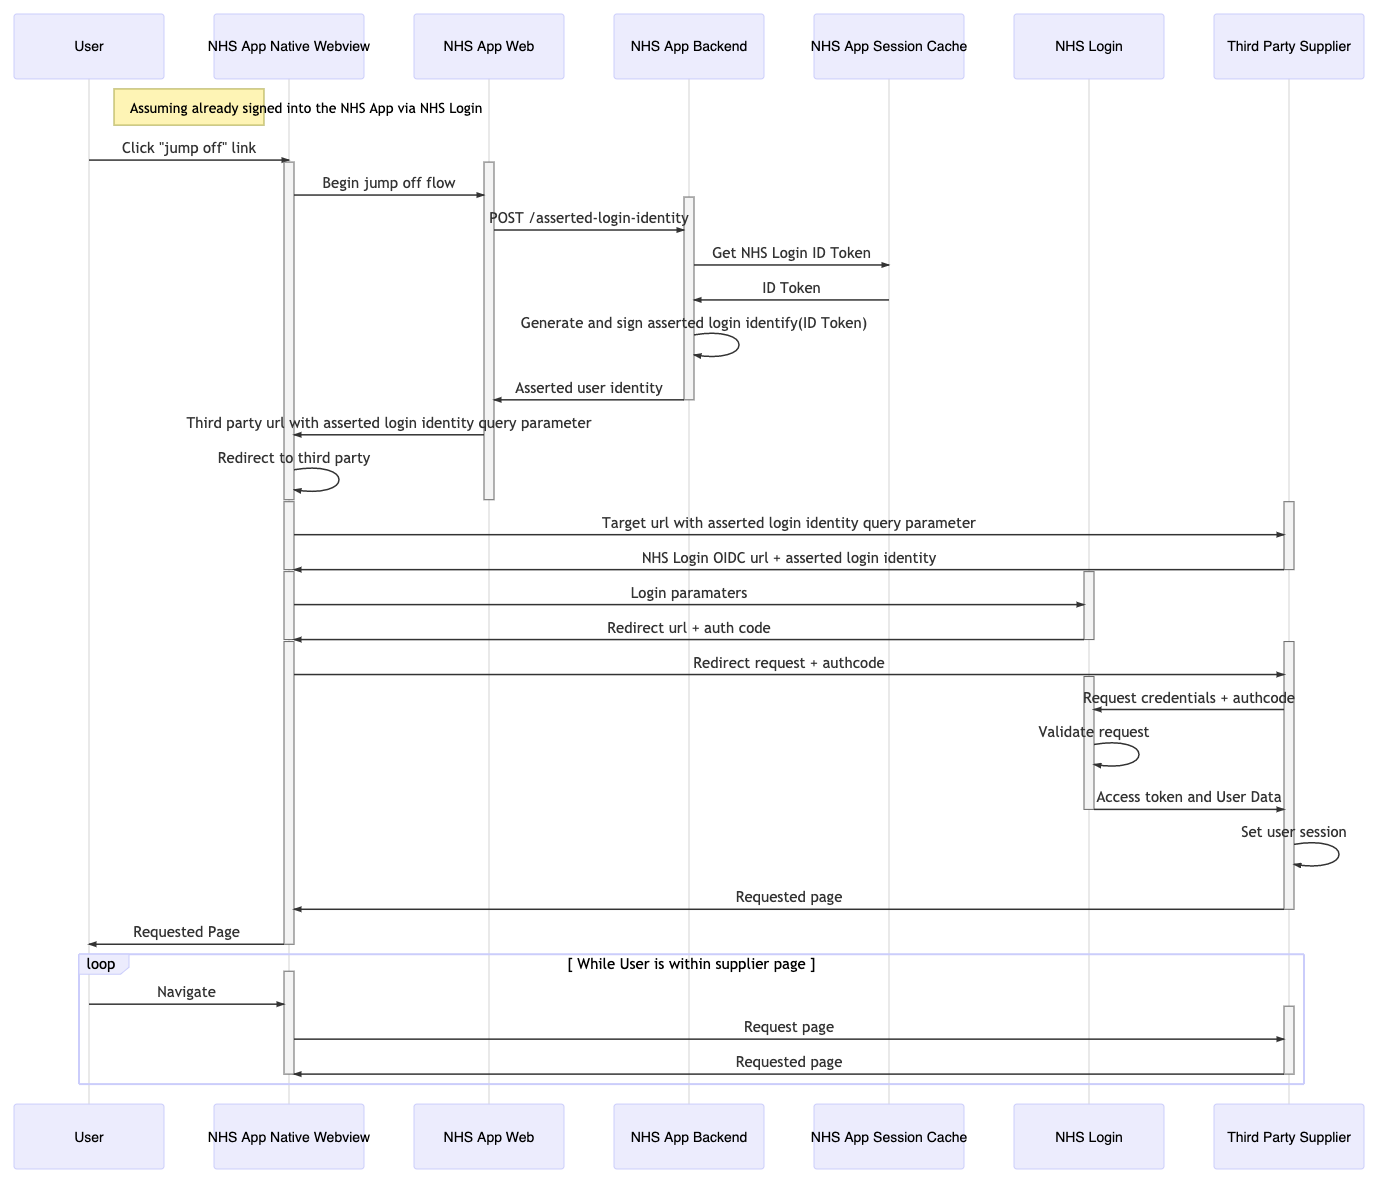 User
NHS App Native Webview
NHS App Web
NHS App Backend
NHS App Session Cache
NHS Login
Third Party Supplier
Assuming already signed into the NHS App via NHS Login
Click "jump off" link
Begin jump off flow
POST /asserted-login-identity
Get NHS Login ID Token
ID Token
Generate and sign asserted login identify(ID Token)
Asserted user identity
Third party url with asserted login identity query parameter
Redirect to third party
Target url with asserted login identity query parameter
NHS Login OIDC url + asserted login identity
Login paramaters
Redirect url + auth code
Redirect request + authcode
Request credentials + authcode
Validate request
Access token and User Data
Set user session
Requested page
Requested Page
loop
[ While User is within supplier page ]
Navigate
Request page
Requested page
User
NHS App Native Webview
NHS App Web
NHS App Backend
NHS App Session Cache
NHS Login
Third Party Supplier